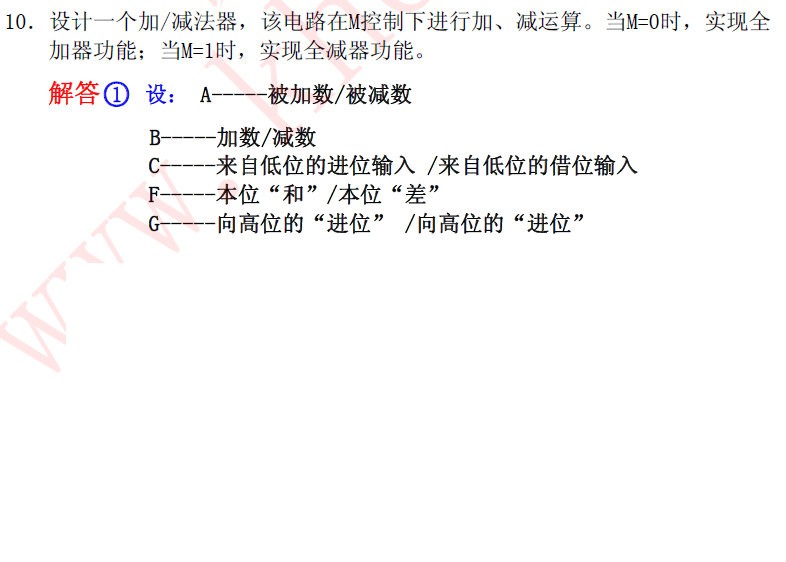 10. 设计一个加/减法器，该电路在M控制下进行加、减运算。当M=0时，实现全
加器功能；当M=1时，实现全减器功能。
解答① 设： A-----被加数/被减数
B-----加数/减数
C-----来自低位的进位输入 /来自低位的借位输入
F-----本位“和”/本位“差”
G-----向高位的“进位” /向高位的“进位”
www.kh